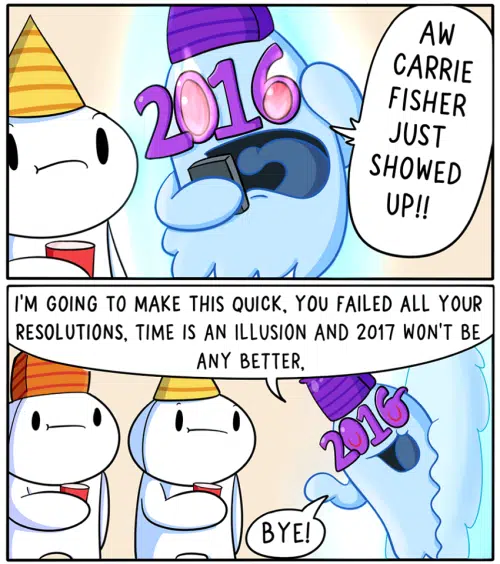 2016
AW
CARRIE
FISHER
JUST
SHOWED
UP!!
I'M GOING TO MAKE THIS QUICK, YOU FAILED ALL YOUR
RESOLUTIONS, TIME IS AN ILLUSION AND 2017 WON'T BE
ANY BETTER,
2016
BYE!